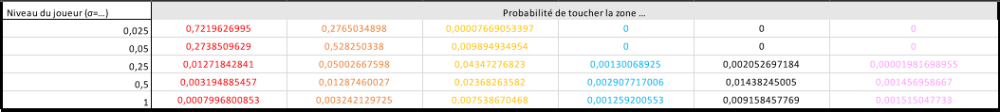 Niveau du joueur (σ=…) Probabilité de toucher la zone …
0,025 0,7219626995 0,2765034898 0,00007669053397 0 0 0
0,05 0,2738509629 0,528250338 0,009894934954 0 0 0
0,25 0,01271842841 0,05002667598 0,04347276823 0,00130068925 0,002052697184 0,00001981698955
0,5 0,003194885457 0,01287460027 0,02368263582 0,002907717006 0,01438245005 0,001456958667
1 0,0007996800853 0,003242129725 0,007538670468 0,001259200553 0,009158457769 0,001515047733